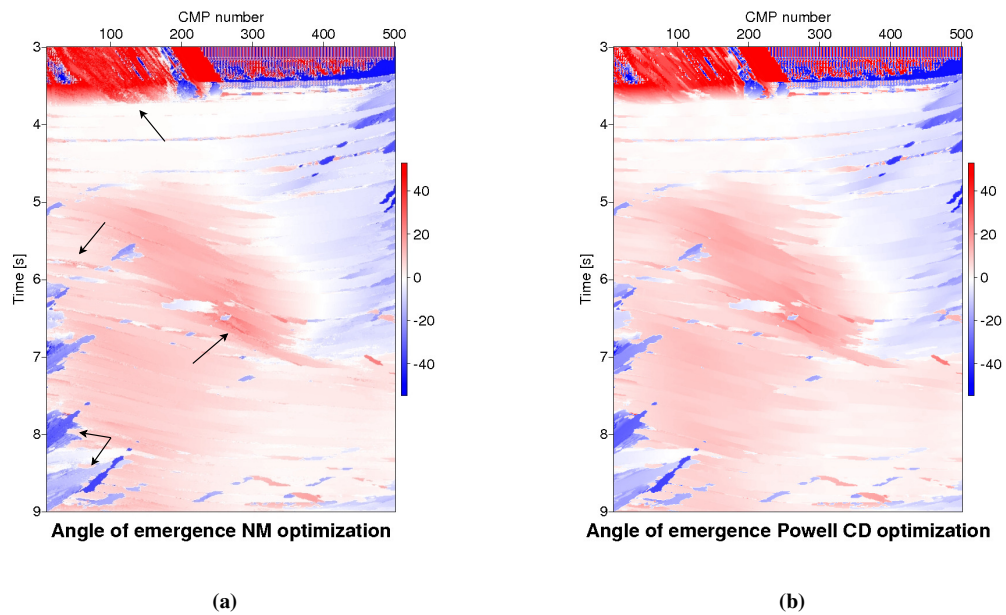 CMP number
100 200 300 400 500
3
4
5
6
7
8
9
Time [s]
40
20
0
-20
-40
Angle of emergence NM optimization
(a)
CMP number
100 200 300 400 500
3
4
5
6
7
8
9
Time [s]
40
20
0
-20
-40
Angle of emergence Powell CD optimization
(b)